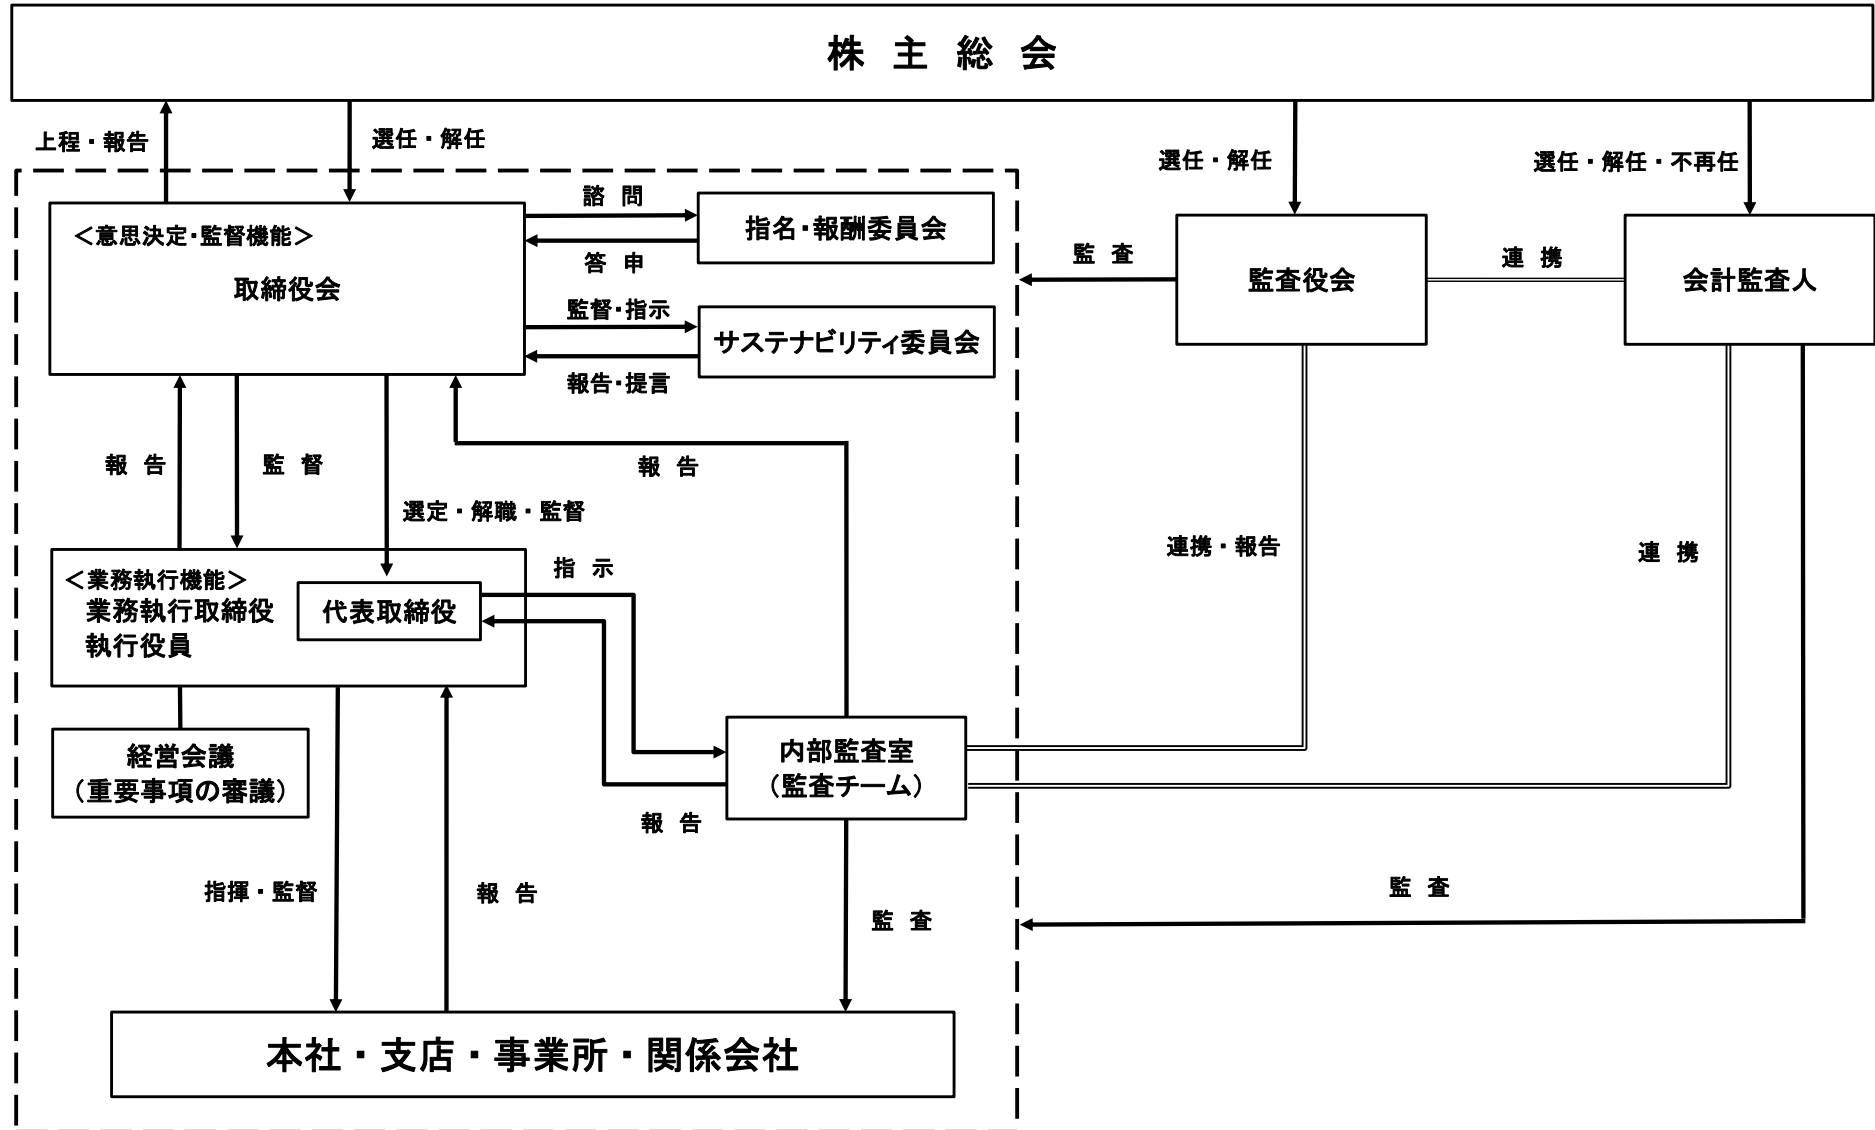 株主総会
上程・報告
選任・解任
選任・解任
選任・解任・不再任
諮問
指名・報酬委員会
答申
<意思決定・監督機能>
取締役会
監督・指示
サステナビリティ委員会
報告・提言
監査
監査役会
連携
会計監査人
報告
監督
報告
選定・解職・監督
連携・報告
連携
指示
<業務執行機能>
業務執行取締役
執行役員
代表取締役
経営会議
(重要事項の審議)
内部監査室
(監査チーム)
報告
指揮・監督
報告
監査
監査
本社・支店・事業所・関係会社